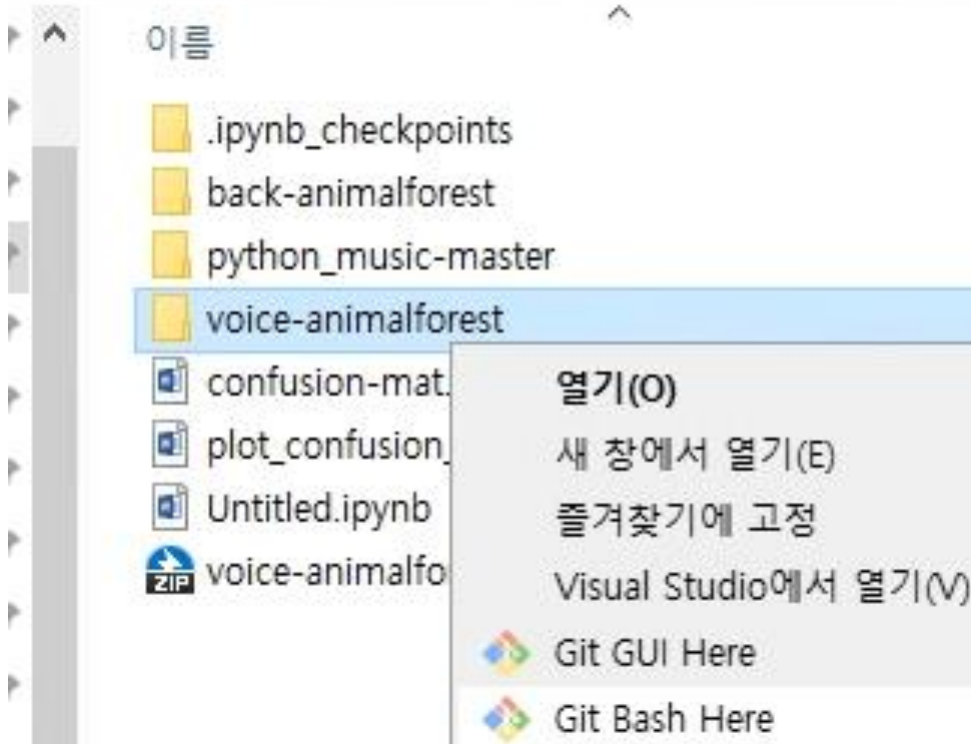 이름
.ipynb_checkpoints
back-animalforest
python_music-master
voice-animalforest
confusion-mat.
plot_confusion_
Untitled.ipynb
voice-animalfo
ZIP
열기(O)
새 창에서 열기(E)
즐겨찾기에 고정
Visual Studio에서 열기(V)
Git GUI Here
Git Bash Here